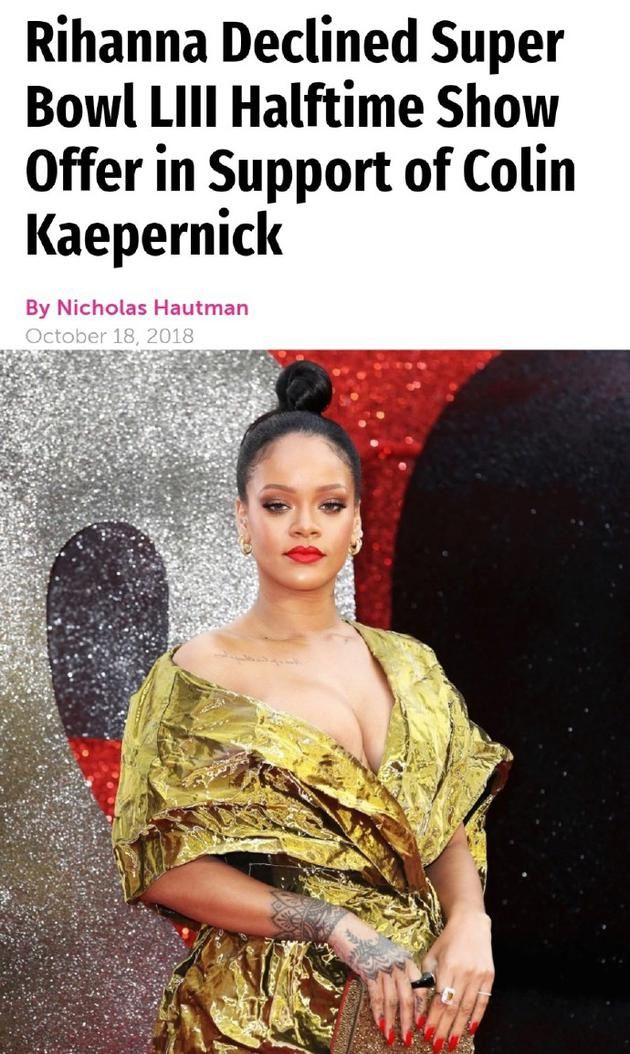 Rihanna Declined Super
Bowl LIII Halftime Show
Offer in Support of Colin
Kaepernick
By Nicholas Hautman
October 18, 2018